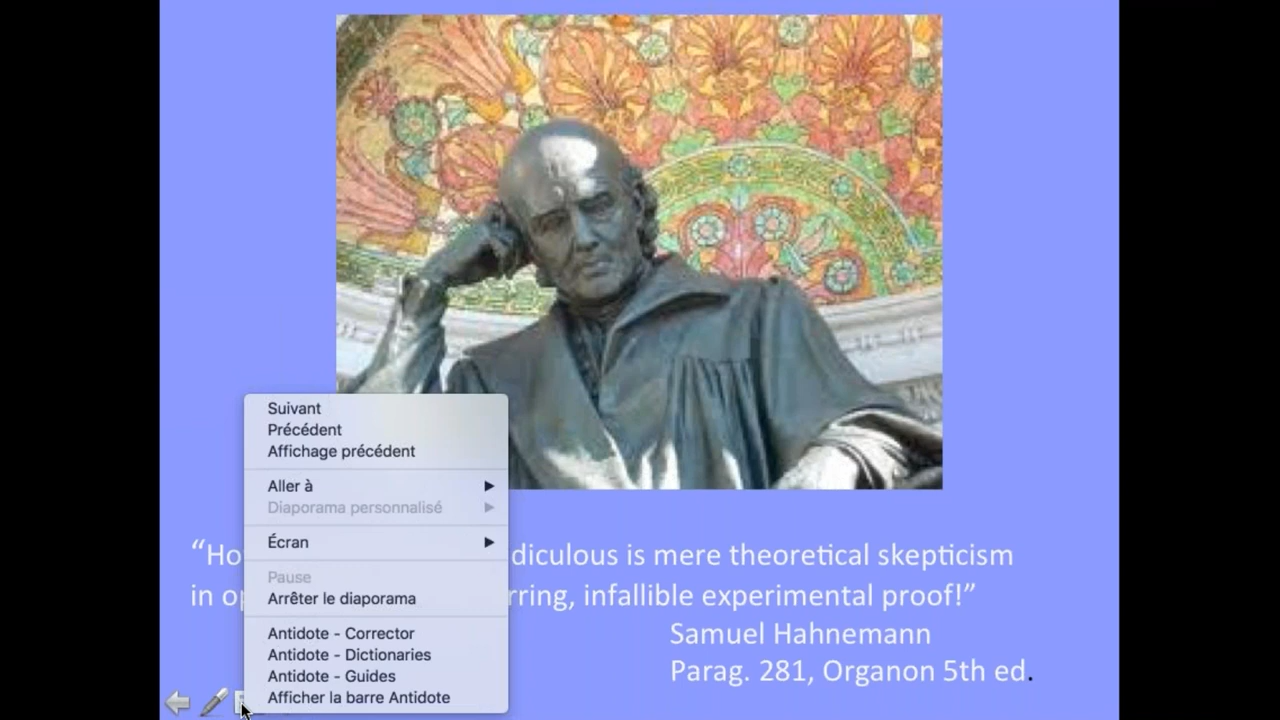 Suivant
Précédent
Affichage précédent
Aller à
Diaporama personnalisé
Écran
Pause
Arrêter le diaporama
Antidote - Corrector
Antidote - Dictionaries
Antidote - Guides
Afficher la barre Antidote
“Ho diculous is mere theoretical skepticism
in op rring, infallible experimental proof!”
Samuel Hahnemann
Parag. 281, Organon 5th ed.